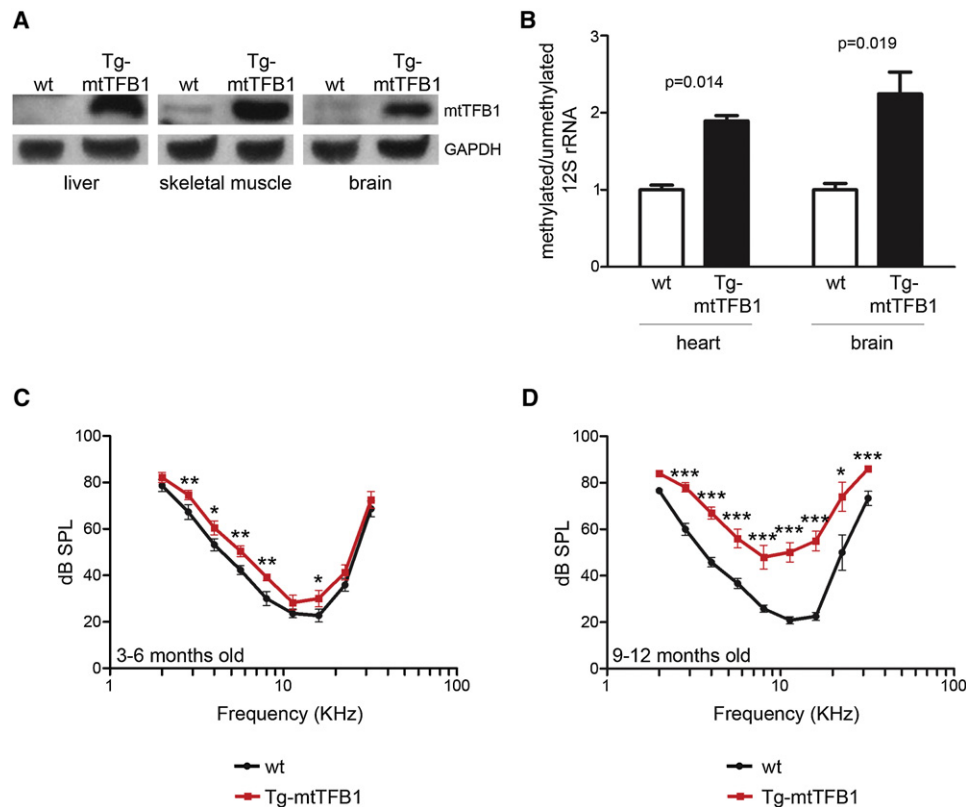 A
wt
Tg-
mtTFB1
wt
Tg-
mtTFB1
wt
Tg-
mtTFB1
mtTFB1
GAPDH
liver
skeletal muscle
brain
B
methylated/unmethylated
12S rRNA
3
2
1
0
p=0.014
p=0.019
wt
Tg-
mtTFB1
wt
Tg-
mtTFB1
heart
brain
C
dB SPL
100
80
60
40
20
0
** * ** ** *
3-6 months old
1
10
100
Frequency (KHz)
wt
Tg-mtTFB1
D
dB SPL
100
80
60
40
20
0
*** *** *** *** *** *** * ***
9-12 months old
1
10
100
Frequency (KHz)
wt
Tg-mtTFB1